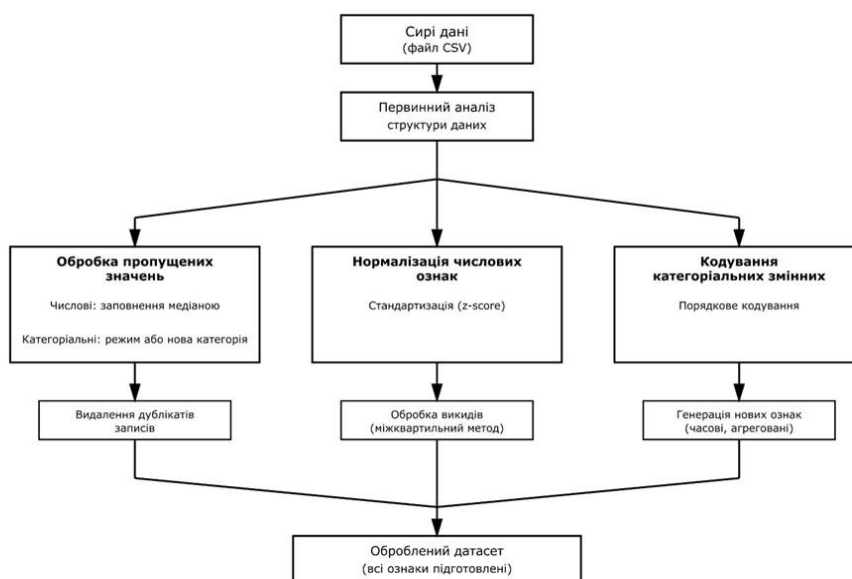 Сирі дані
(файл CSV)
Первинний аналіз
структури даних
Обробка пропущених
значень
Числові: заповнення медіаною
Категоріальні: режим або нова категорія
Нормалізація числових
ознак
Стандартизація (z-score)
Кодування
категоріальних змінних
Порядкове кодування
Видалення дублікатів
записів
Обробка викидів
(міжквартильний метод)
Генерація нових ознак
(часові, агреговані)
Оброблений датасет
(всі ознаки підготовлені)